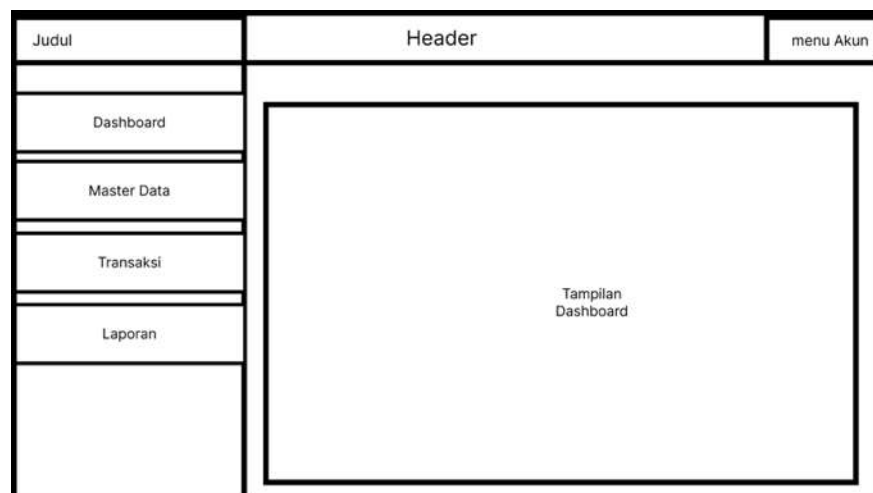 Judul
Header
menu Akun
Dashboard
Master Data
Transaksi
Laporan
Tampilan
Dashboard